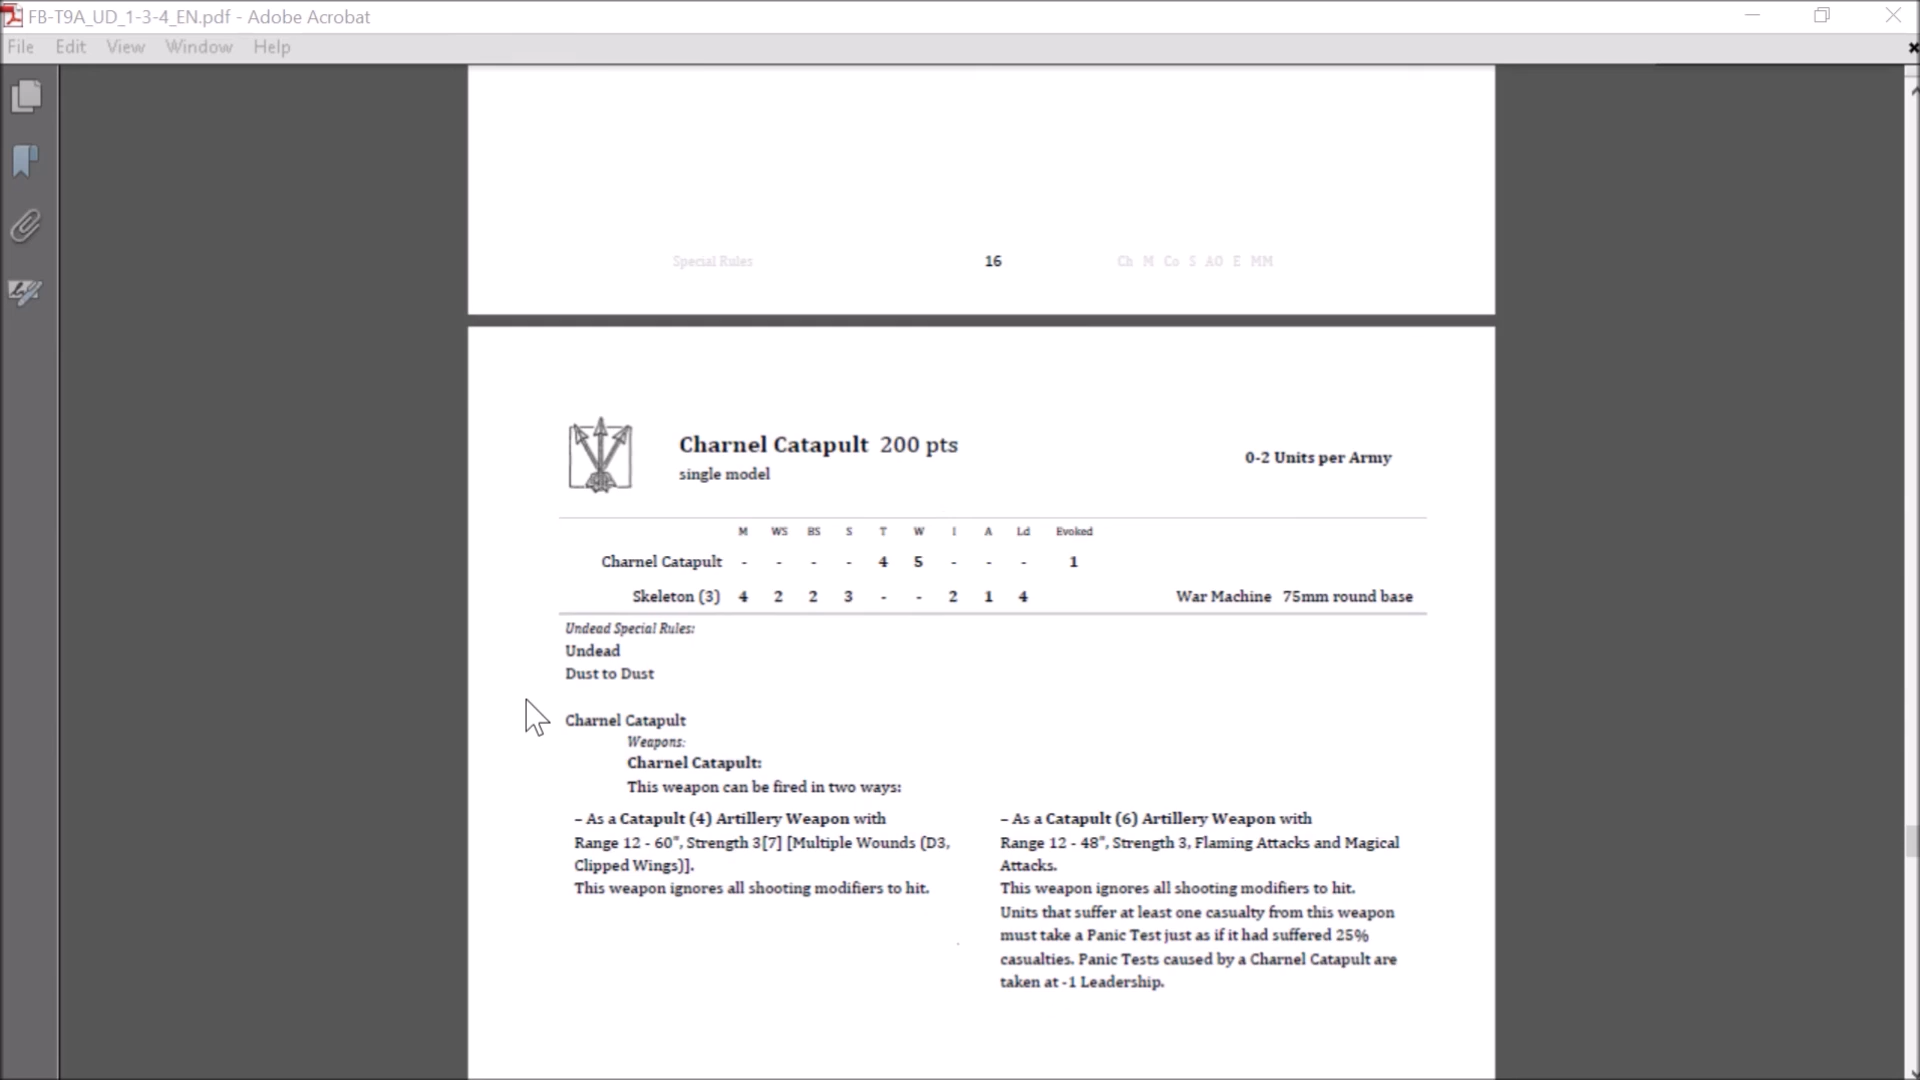 FB-T9A_UD_1-3-4_EN.pdf - Adobe Acrobat
File Edit View Window Help
Special Rules 16 Ch M Co S AO E MM
Charnel Catapult 200 pts
single model
0-2 Units per Army
M WS BS S T W I A Ld Evoked
Charnel Catapult - - - - 4 5 - - - 1
Skeleton (3) 4 2 2 3 - - 2 1 4 War Machine 75mm round base
Undead Special Rules:
Undead
Dust to Dust
Charnel Catapult
Weapons:
Charnel Catapult:
This weapon can be fired in two ways:
– As a Catapult (4) Artillery Weapon with
Range 12 - 60", Strength 3[7] [Multiple Wounds (D3,
Clipped Wings)].
This weapon ignores all shooting modifiers to hit.
– As a Catapult (6) Artillery Weapon with
Range 12 - 48", Strength 3, Flaming Attacks and Magical
Attacks.
This weapon ignores all shooting modifiers to hit.
Units that suffer at least one casualty from this weapon
must take a Panic Test just as if it had suffered 25%
casualties. Panic Tests caused by a Charnel Catapult are
taken at -1 Leadership.